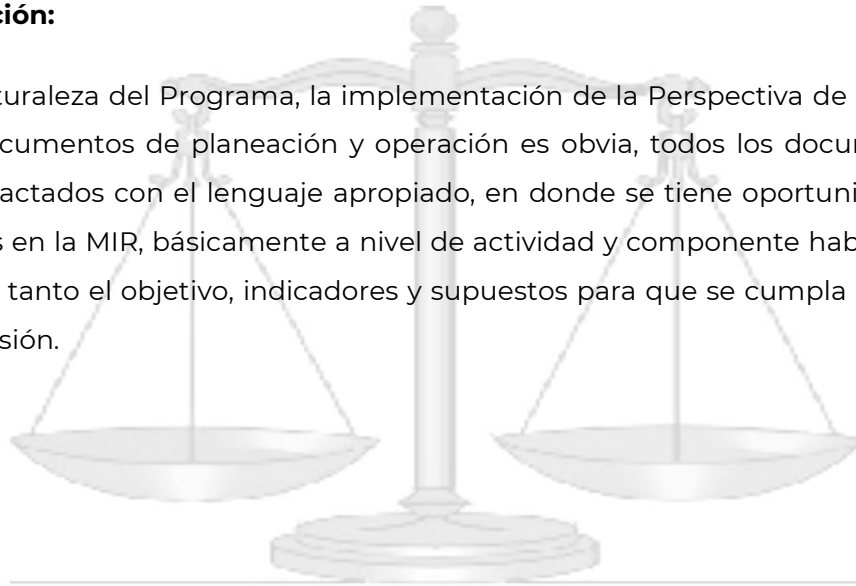 ción:
turaleza del Programa, la implementación de la Perspectiva de
cumentos de planeación y operación es obvia, todos los docu
actados con el lenguaje apropiado, en donde se tiene oportuni
s en la MIR, básicamente a nivel de actividad y componente hab
tanto el objetivo, indicadores y supuestos para que se cumpla
sión.